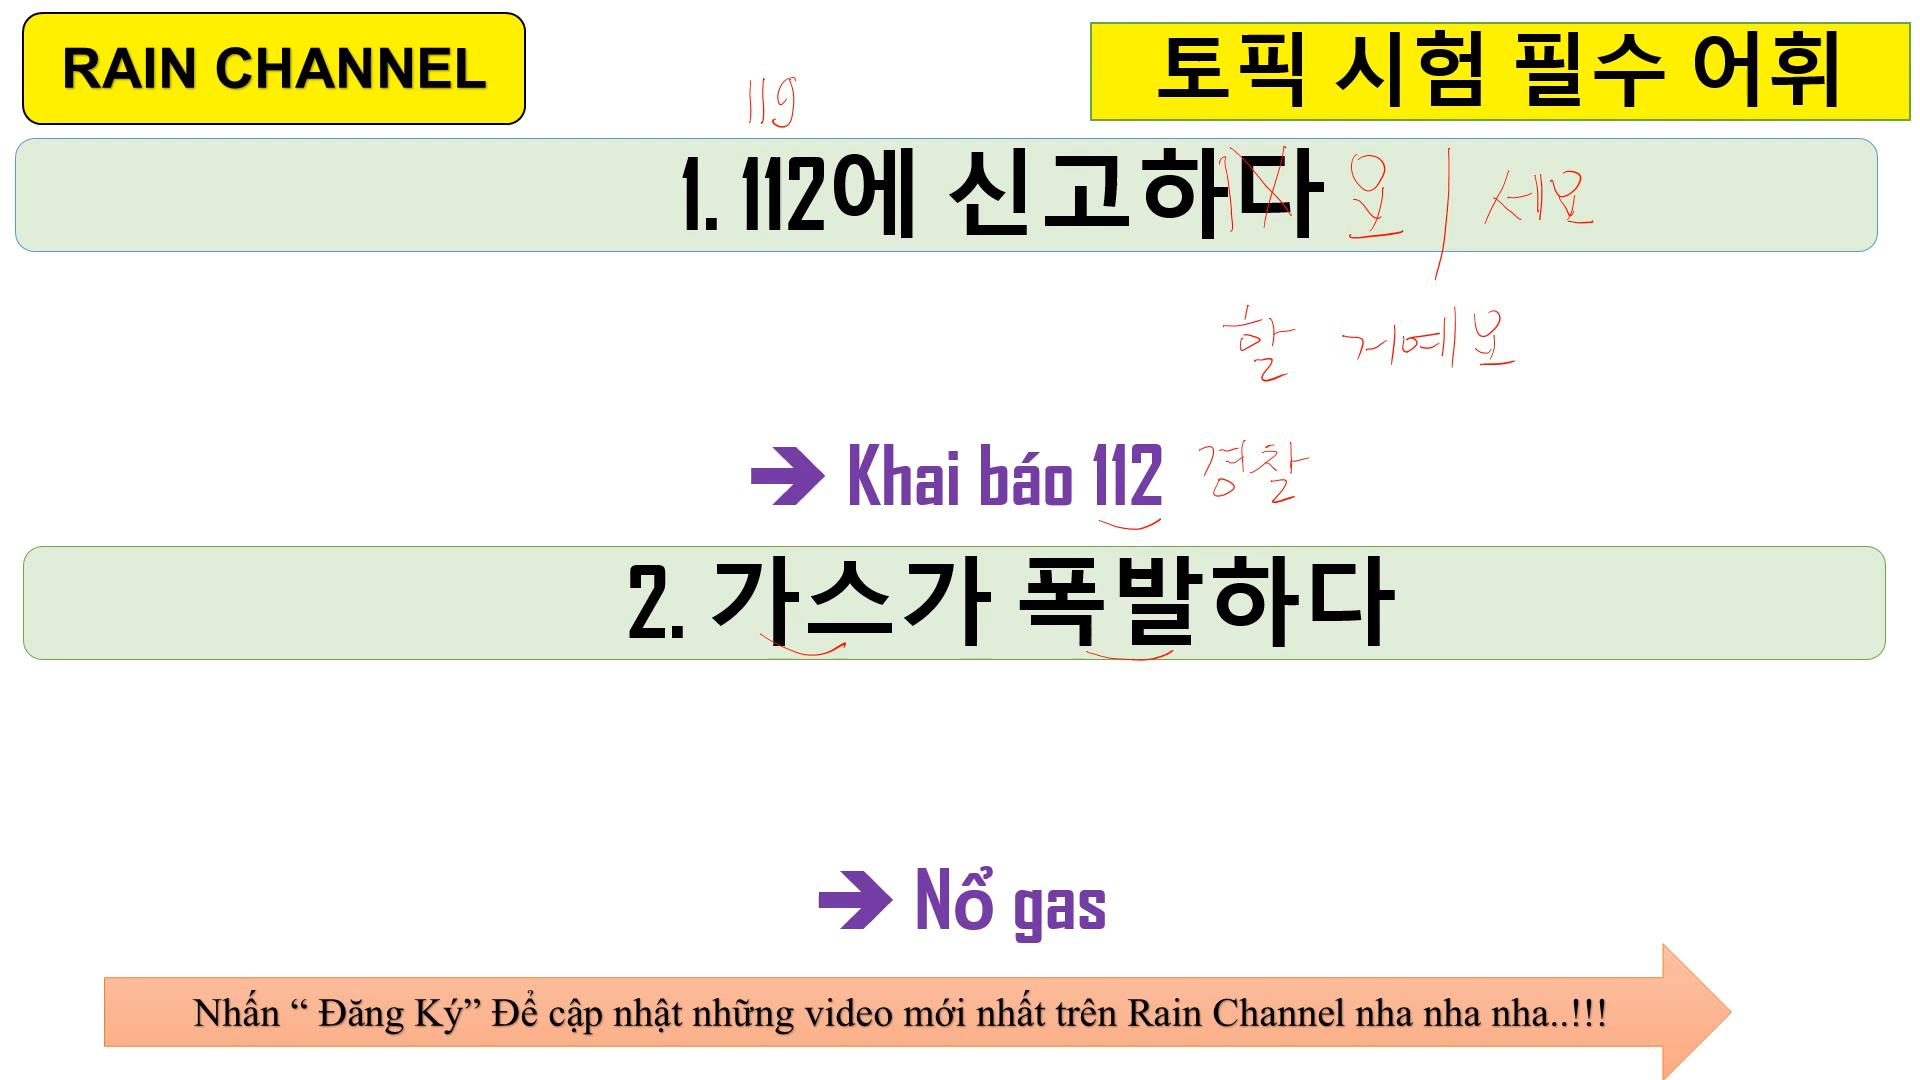 RAIN CHANNEL
토픽 시험 필수 어휘
119
1. 112에 신고하다 요 세요
할 거예요
➔ Khai báo 112 경찰
2. 가스가 폭발하다
➔ Nổ gas
Nhấn “ Đăng Ký” Để cập nhật những video mới nhất trên Rain Channel nha nha nha..!!!